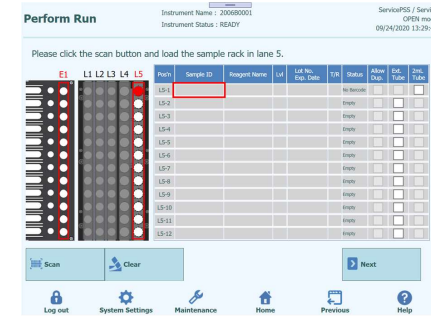 Perform Run
Instrument Name : 200680001
Instrument Status : READY
ServicePSS / Servi
OPEN mo
09/24/2020 13:29:
Please click the scan button and load the sample rack in lane 5.
E1 L1 L2 L3 L4 L5
Pos'n Sample ID Reagent Name Lvl Lot No. Exp. Date T/R Status Allow Dup. Ext. Tube 2mL Tube
L5-1 No Barcode
L5-2 Empty
L5-3 Empty
L5-4 Empty
L5-5 Empty
L5-6 Empty
L5-7 Empty
L5-8 Empty
L5-9 Empty
L5-10 Empty
L5-11 Empty
L5-12 Empty
Scan Clear Next
Log out System Settings Maintenance Home Previous Help